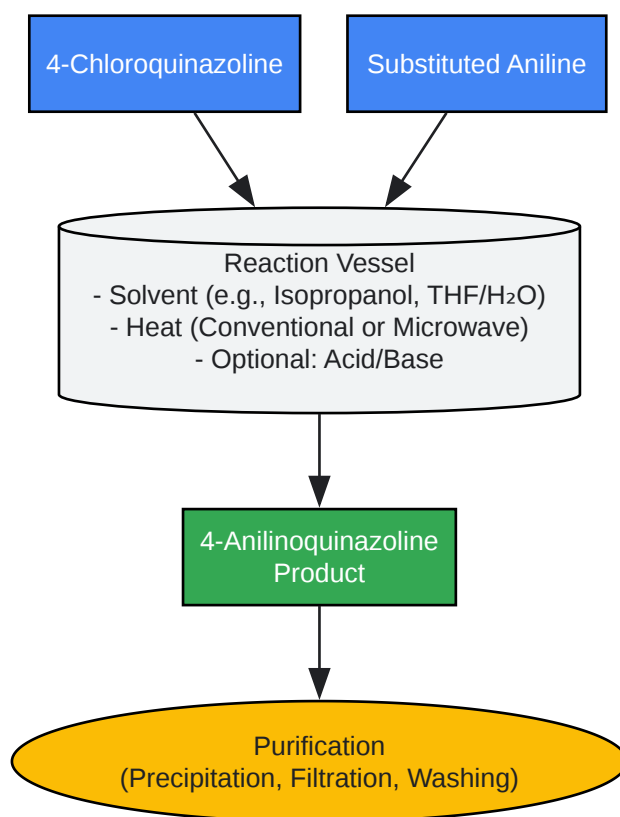 4-Chloroquinazoline
Substituted Aniline
Reaction Vessel
- Solvent (e.g., Isopropanol, THF/H₂O)
- Heat (Conventional or Microwave)
- Optional: Acid/Base
4-Anilinoquinazoline
Product
Purification
(Precipitation, Filtration, Washing)